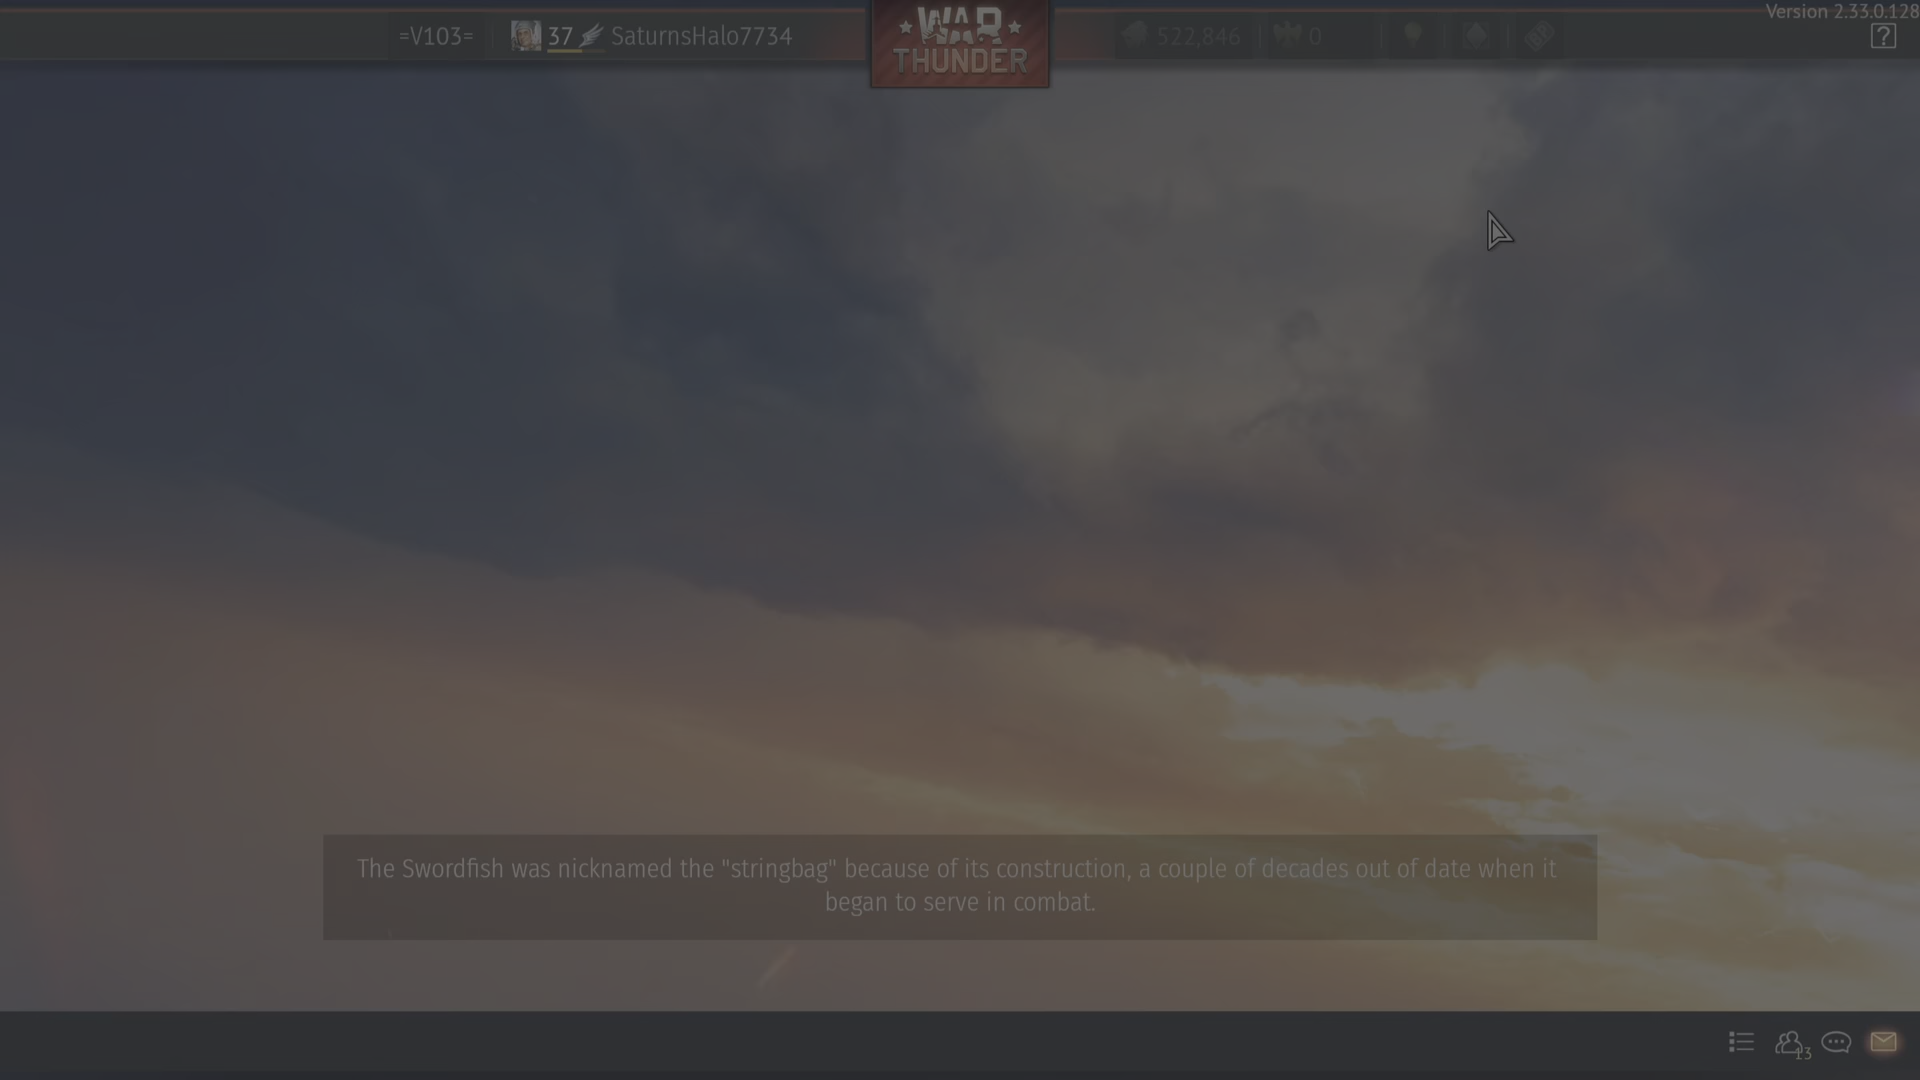 Version 2.33.0.128
=V103=
37 SaturnsHalo7734
WAR
THUNDER
522,846
0
?
The Swordfish was nicknamed the "stringbag" because of its construction, a couple of decades out of date when it
began to serve in combat.
13